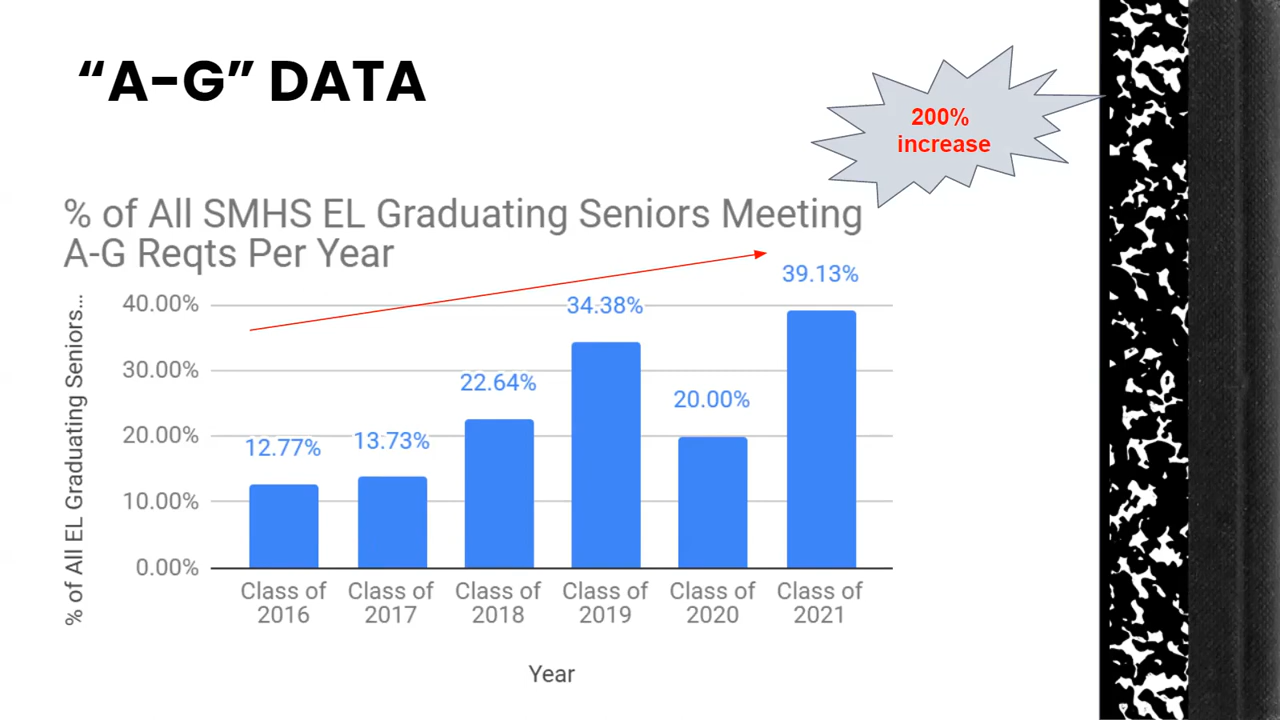 “A-G” DATA
200%
increase
% of All SMHS EL Graduating Seniors Meeting
A-G Reqts Per Year
% of All EL Graduating Seniors...
40.00%
30.00%
20.00%
10.00%
0.00%
12.77%
13.73%
22.64%
34.38%
20.00%
39.13%
Class of
2016
Class of
2017
Class of
2018
Class of
2019
Class of
2020
Class of
2021
Year